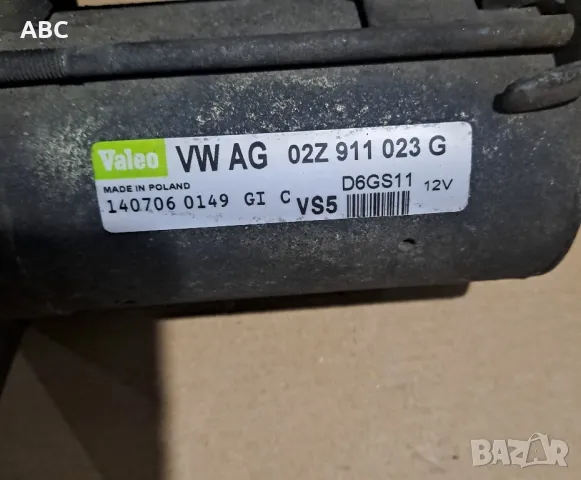 ABC
Valeo VW AG 02Z 911 023 G
MADE IN POLAND D6GS11 12V
140706 0149 GI C VS5
BAZAR